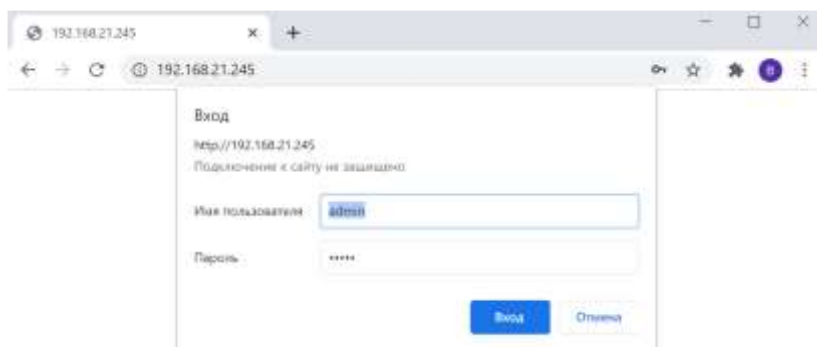 192.168.21.245
192.168.21.245
Вход
http://192.168.21.245
Подключение к сайту не защищено
Имя пользователя admin
Пароль •••••
Вход Отмена